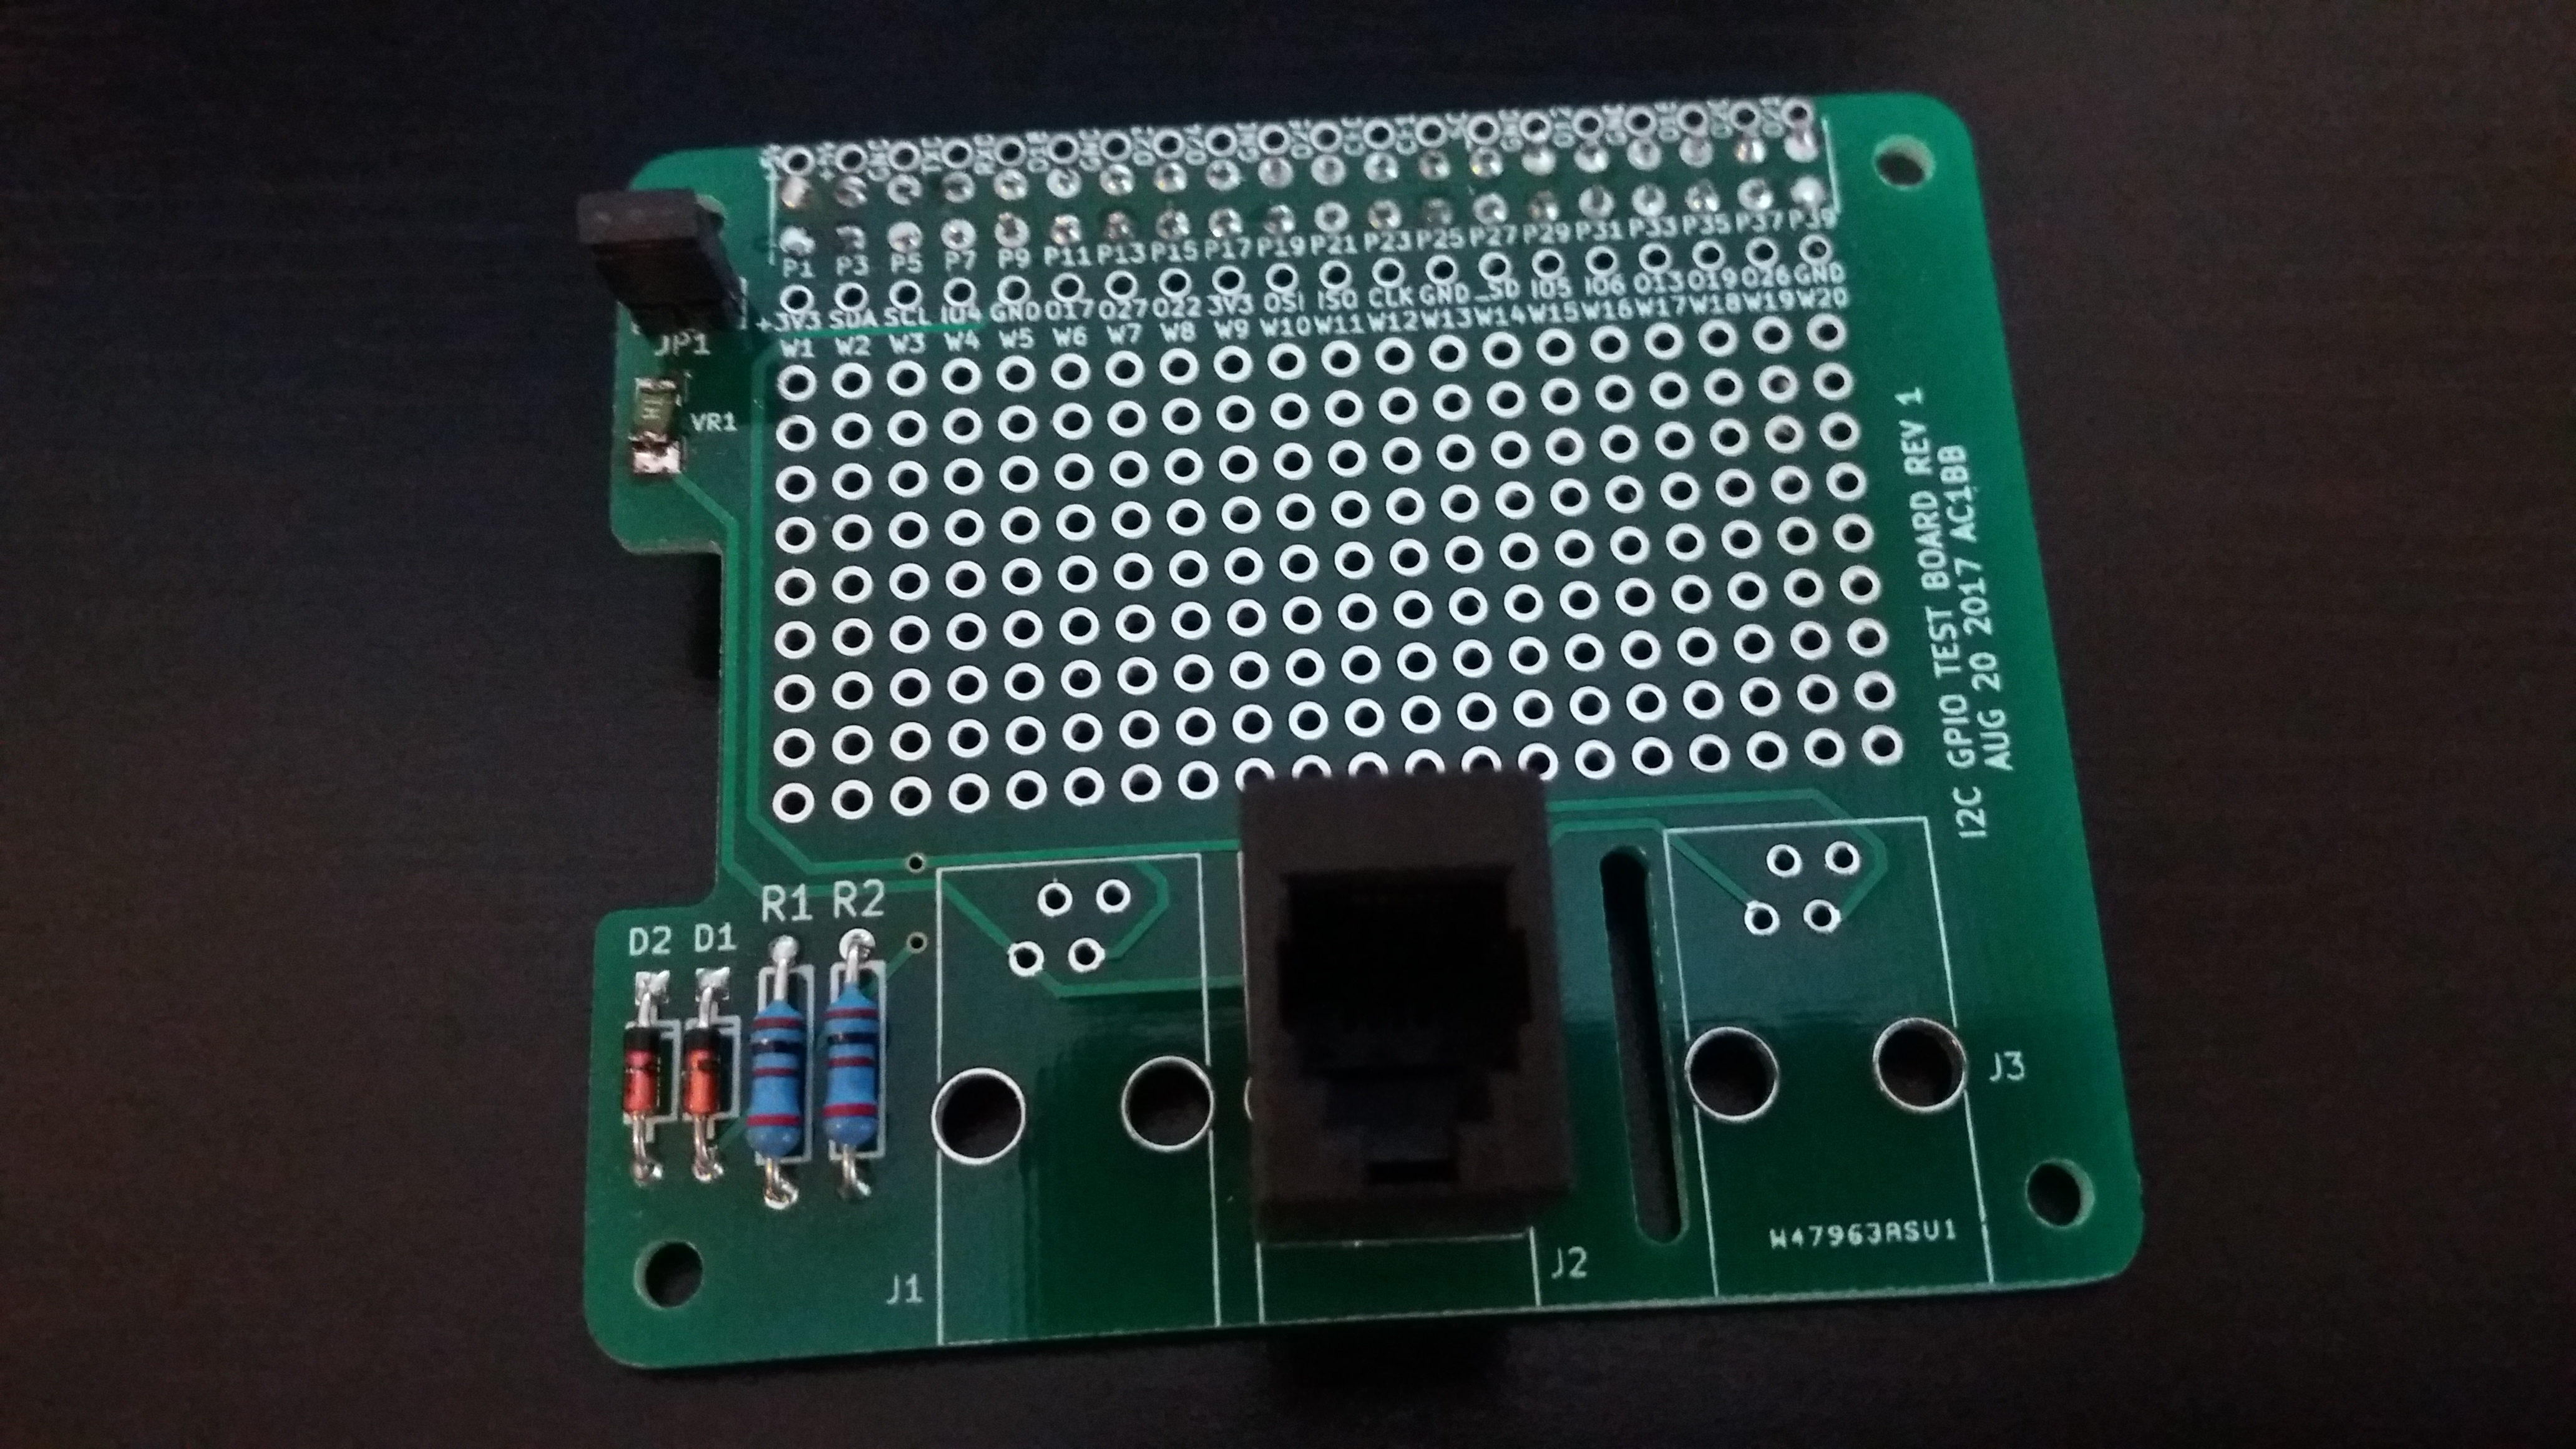 P1 P3 P5 P7 P9 P11 P13 P15 P17 P19 P21 P23 P25 P27 P29 P31 P33 P35 P37 P39
+3V3 SDA SCL IO4 GND O17 O27 O22 3V3 OSI ISO CLK GND _SD IO5 IO6 O13 O19 O26 GND
W1 W2 W3 W4 W5 W6 W7 W8 W9 W10 W11 W12 W13 W14 W15 W16 W17 W18 W19 W20
JP1
VR1
I2C GPIO TEST BOARD REV 1
AUG 20 2017 AC1BB
R1 R2
D2 D1
J3
W47963ASU1
J2
J1